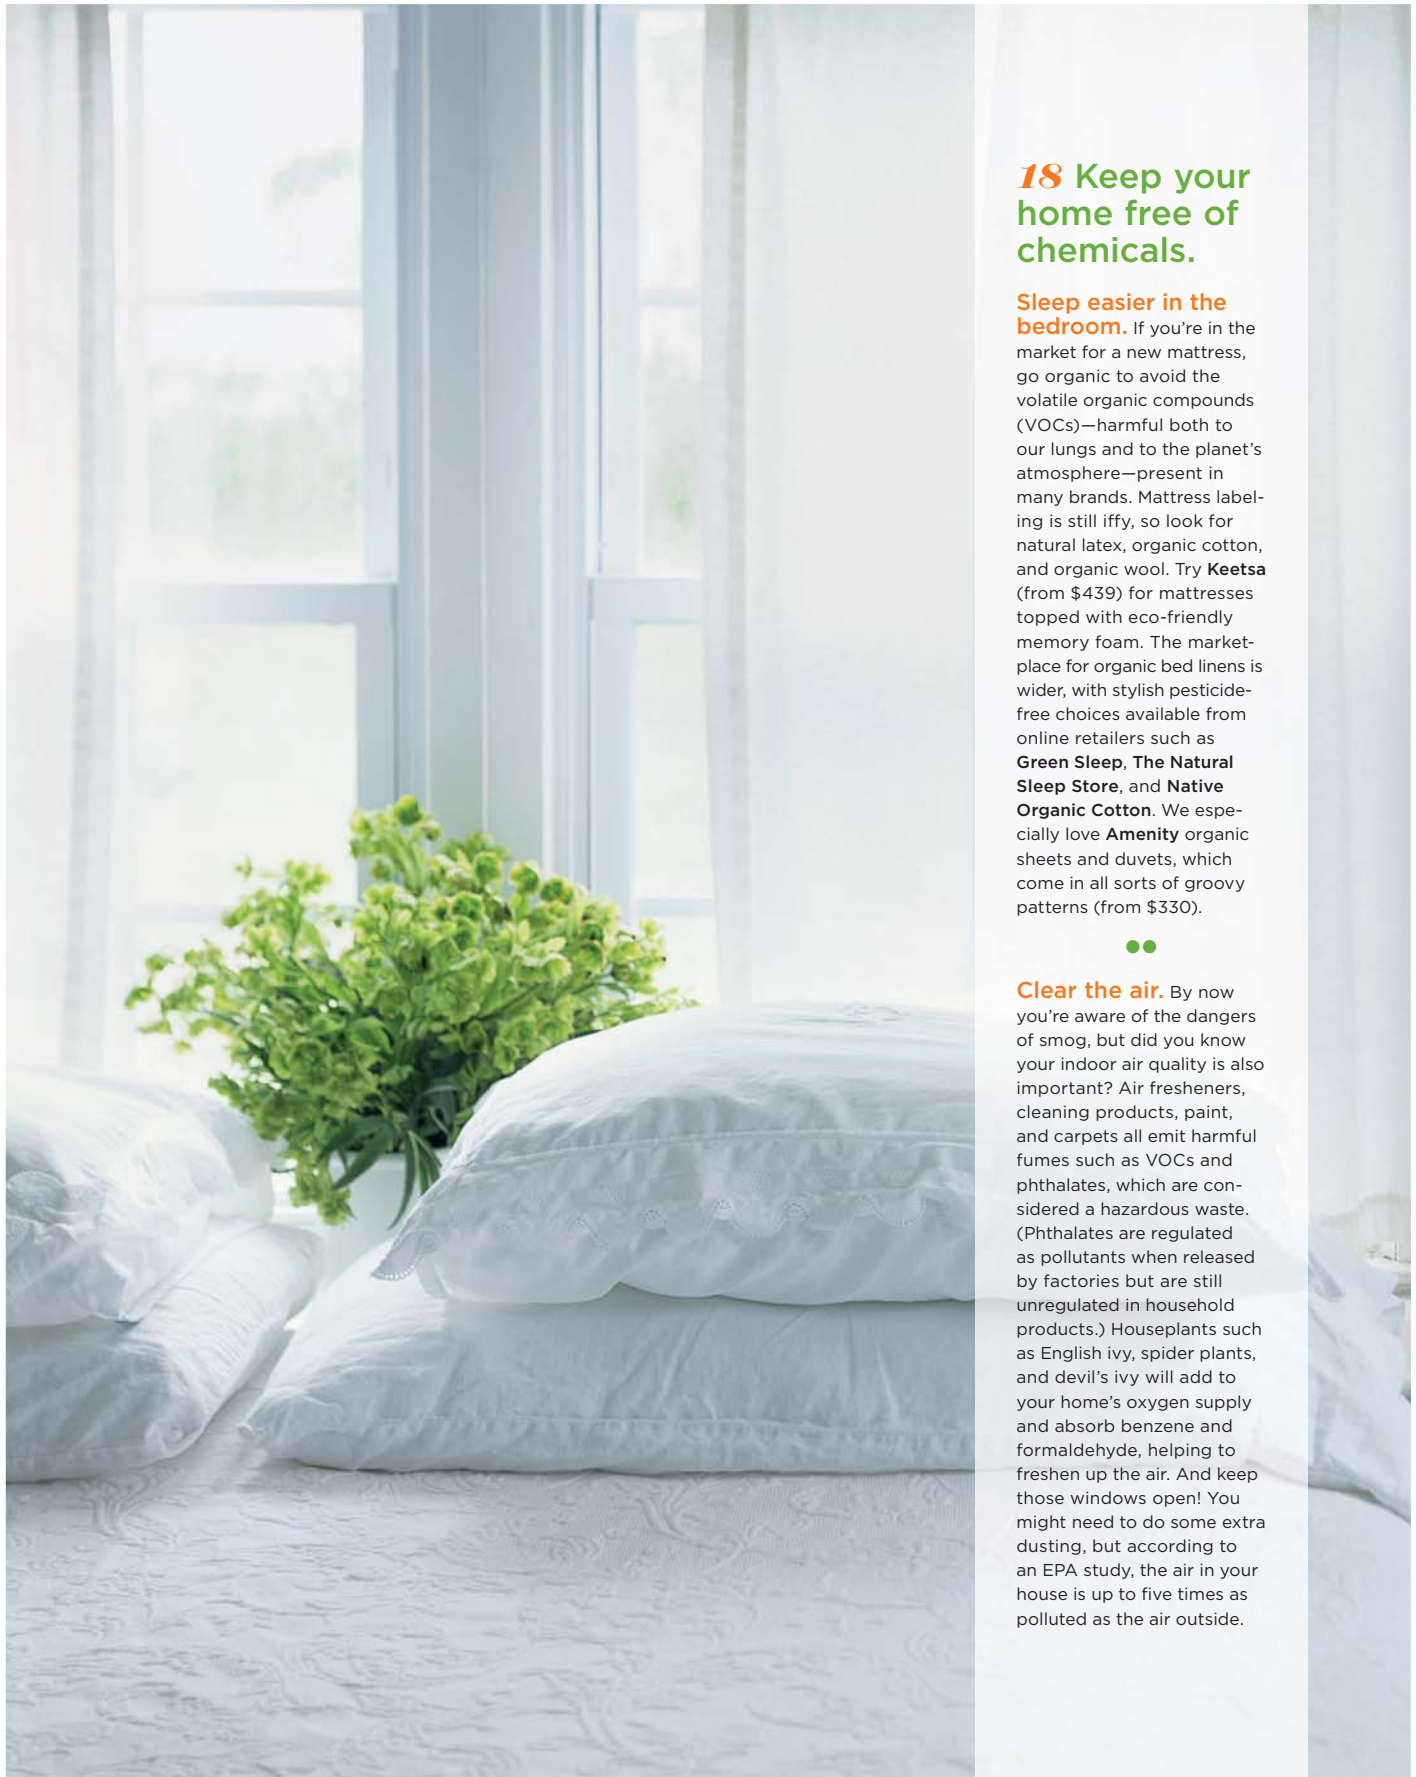 18 Keep your
home free of
chemicals.
Sleep easier in the
bedroom. If you're in the
market for a new mattress,
go organic to avoid the
volatile organic compounds
(VOCs)—harmful both to
our lungs and to the planet's
atmosphere—present in
many brands. Mattress label-
ing is still iffy, so look for
natural latex, organic cotton,
and organic wool. Try Keetsa
(from $439) for mattresses
topped with eco-friendly
memory foam. The market-
place for organic bed linens is
wider, with stylish pesticide-
free choices available from
online retailers such as
Green Sleep, The Natural
Sleep Store, and Native
Organic Cotton. We espe-
cially love Amenity organic
sheets and duvets, which
come in all sorts of groovy
patterns (from $330).
Clear the air. By now
you're aware of the dangers
of smog, but did you know
your indoor air quality is also
important? Air fresheners,
cleaning products, paint,
and carpets all emit harmful
fumes such as VOCs and
phthalates, which are con-
sidered a hazardous waste.
(Phthalates are regulated
as pollutants when released
by factories but are still
unregulated in household
products.) Houseplants such
as English ivy, spider plants,
and devil's ivy will add to
your home's oxygen supply
and absorb benzene and
formaldehyde, helping to
freshen up the air. And keep
those windows open! You
might need to do some extra
dusting, but according to
an EPA study, the air in your
house is up to five times as
polluted as the air outside.